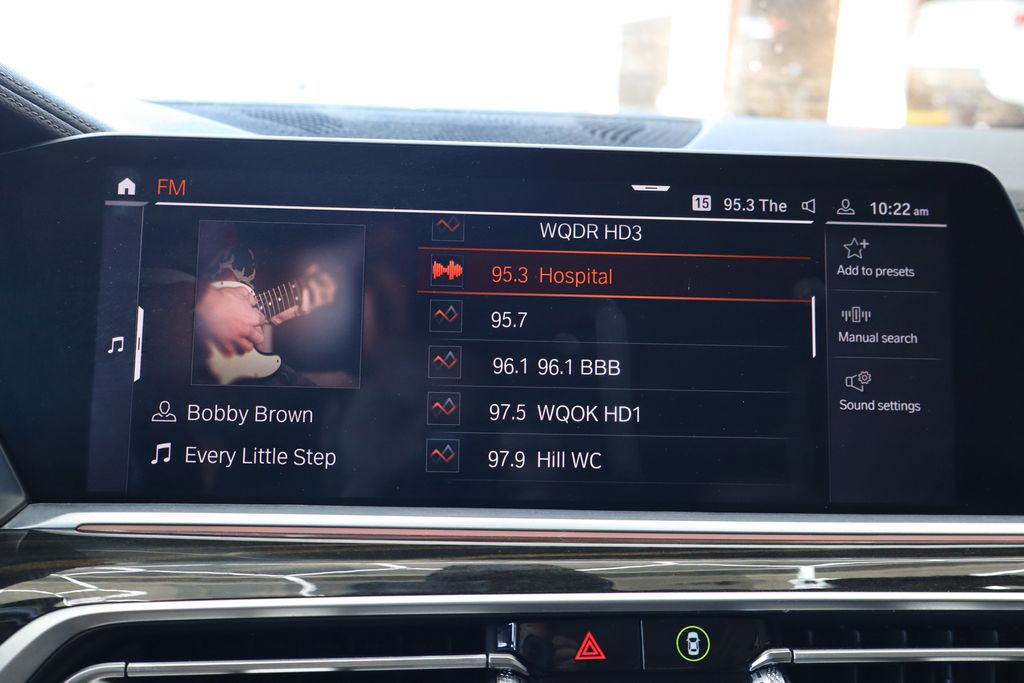 FM
15 95.3 The
10:22 am
WQDR HD3
95.3 Hospital
95.7
96.1 96.1 BBB
97.5 WQOK HD1
97.9 Hill WC
Bobby Brown
Every Little Step
Add to presets
Manual search
Sound settings